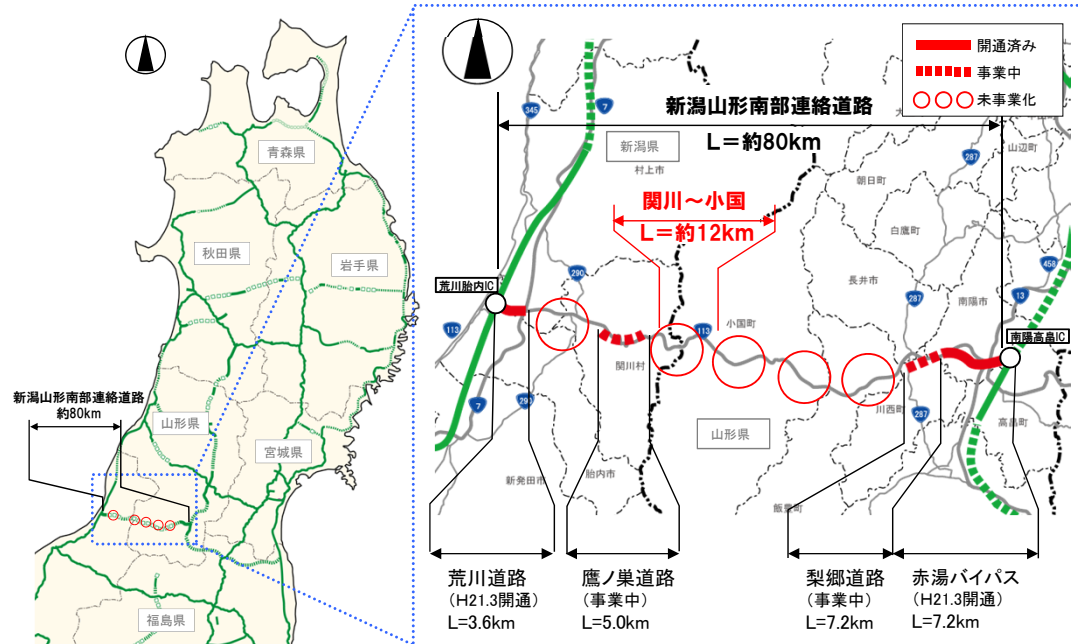 青森県
秋田県
岩手県
新潟山形南部連絡道路
約80km
山形県
宮城県
福島県
開通済み
事業中
未事業化
新潟山形南部連絡道路
L=約80km
345
7
新潟県
村上市
山辺町
287
朝日町
関川～小国
L=約12km
白鷹町
458
290
長井市
荒川胎内IC
287
南陽市
13
113
小国町
113
南陽高畠IC
関川村
川西町
290
7
287
高畠町
山形県
胎内市
新発田市
飯豊町
荒川道路
(H21.3開通)
L=3.6km
鷹ノ巣道路
(事業中)
L=5.0km
梨郷道路
(事業中)
L=7.2km
赤湯バイパス
(H21.3開通)
L=7.2km